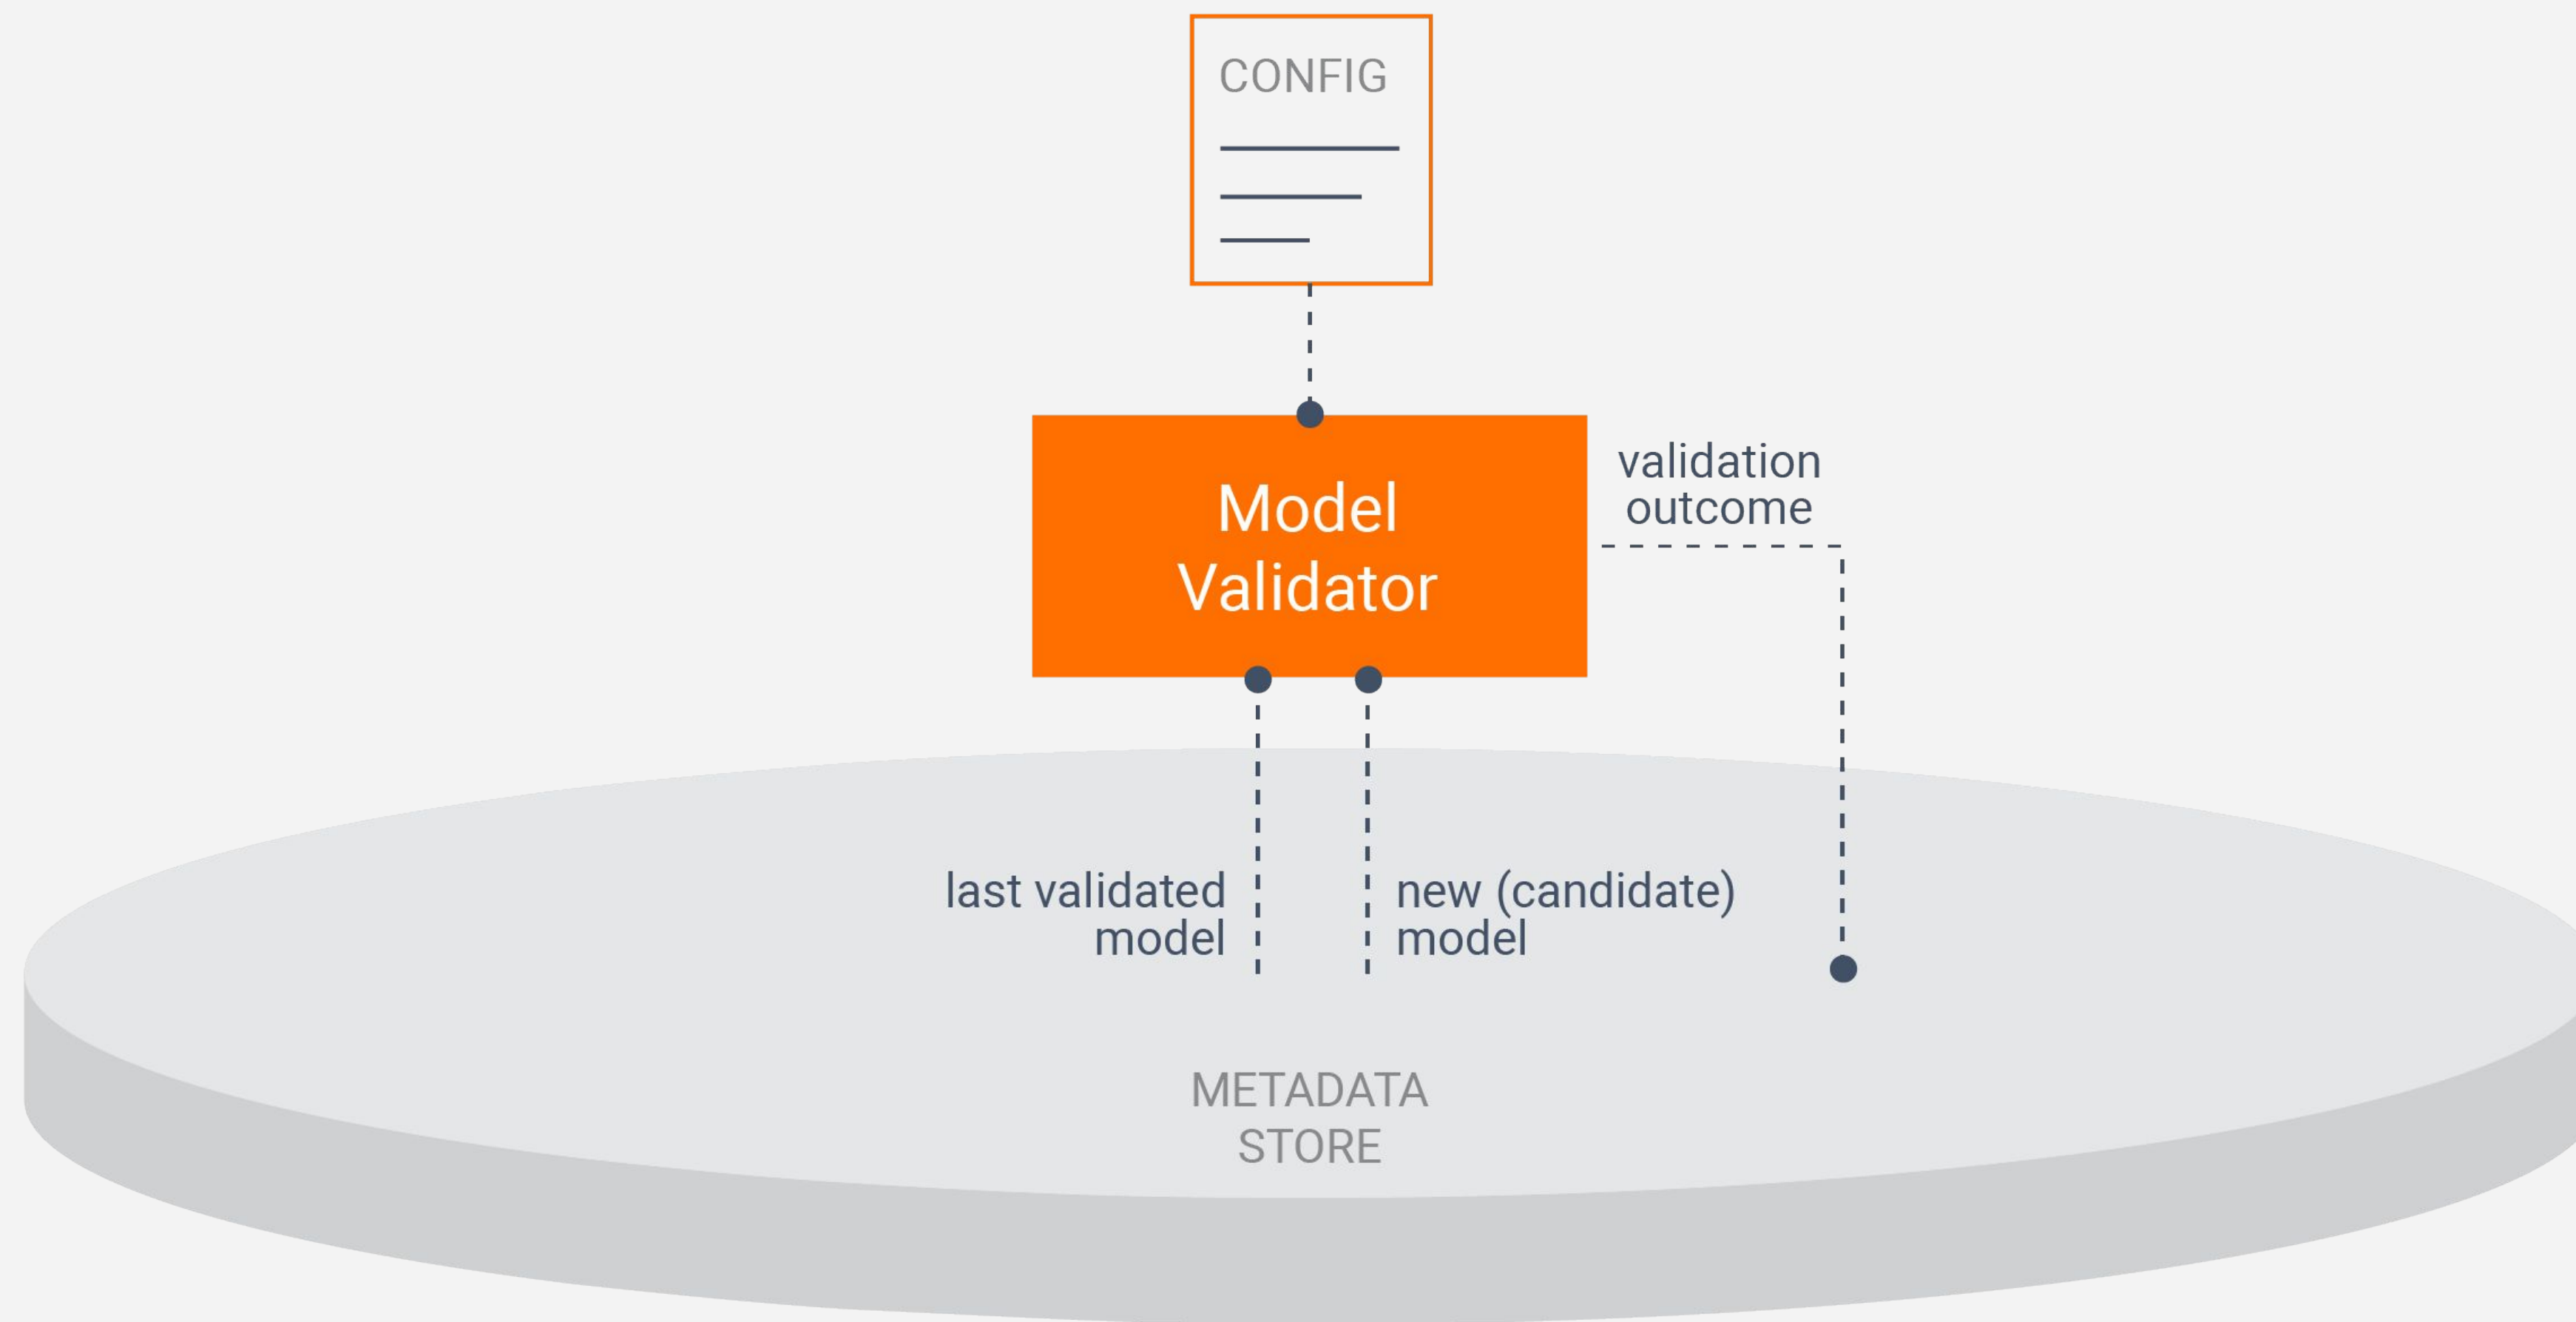 CONFIG
Model
Validator
validation
outcome
last validated
model
new (candidate)
model
METADATA
STORE